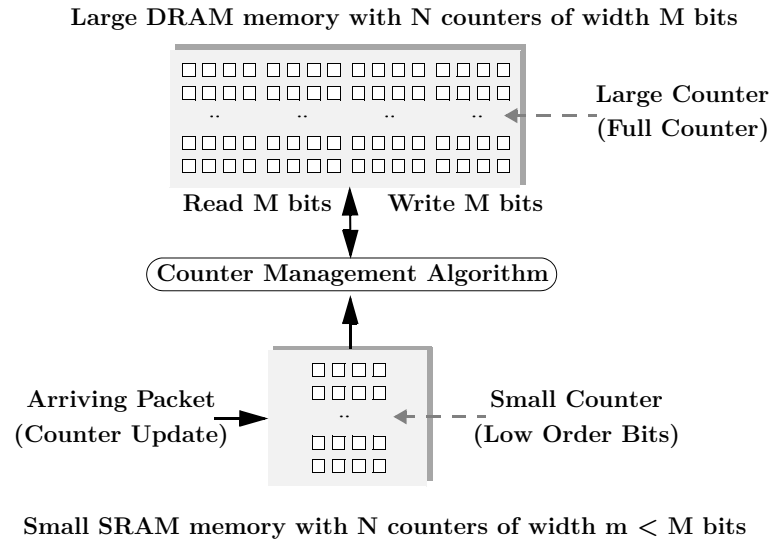 Large DRAM memory with N counters of width M bits
Large Counter
(Full Counter)
Read M bits
Write M bits
Counter Management Algorithm
Arriving Packet
(Counter Update)
Small Counter
(Low Order Bits)
Small SRAM memory with N counters of width m < M bits